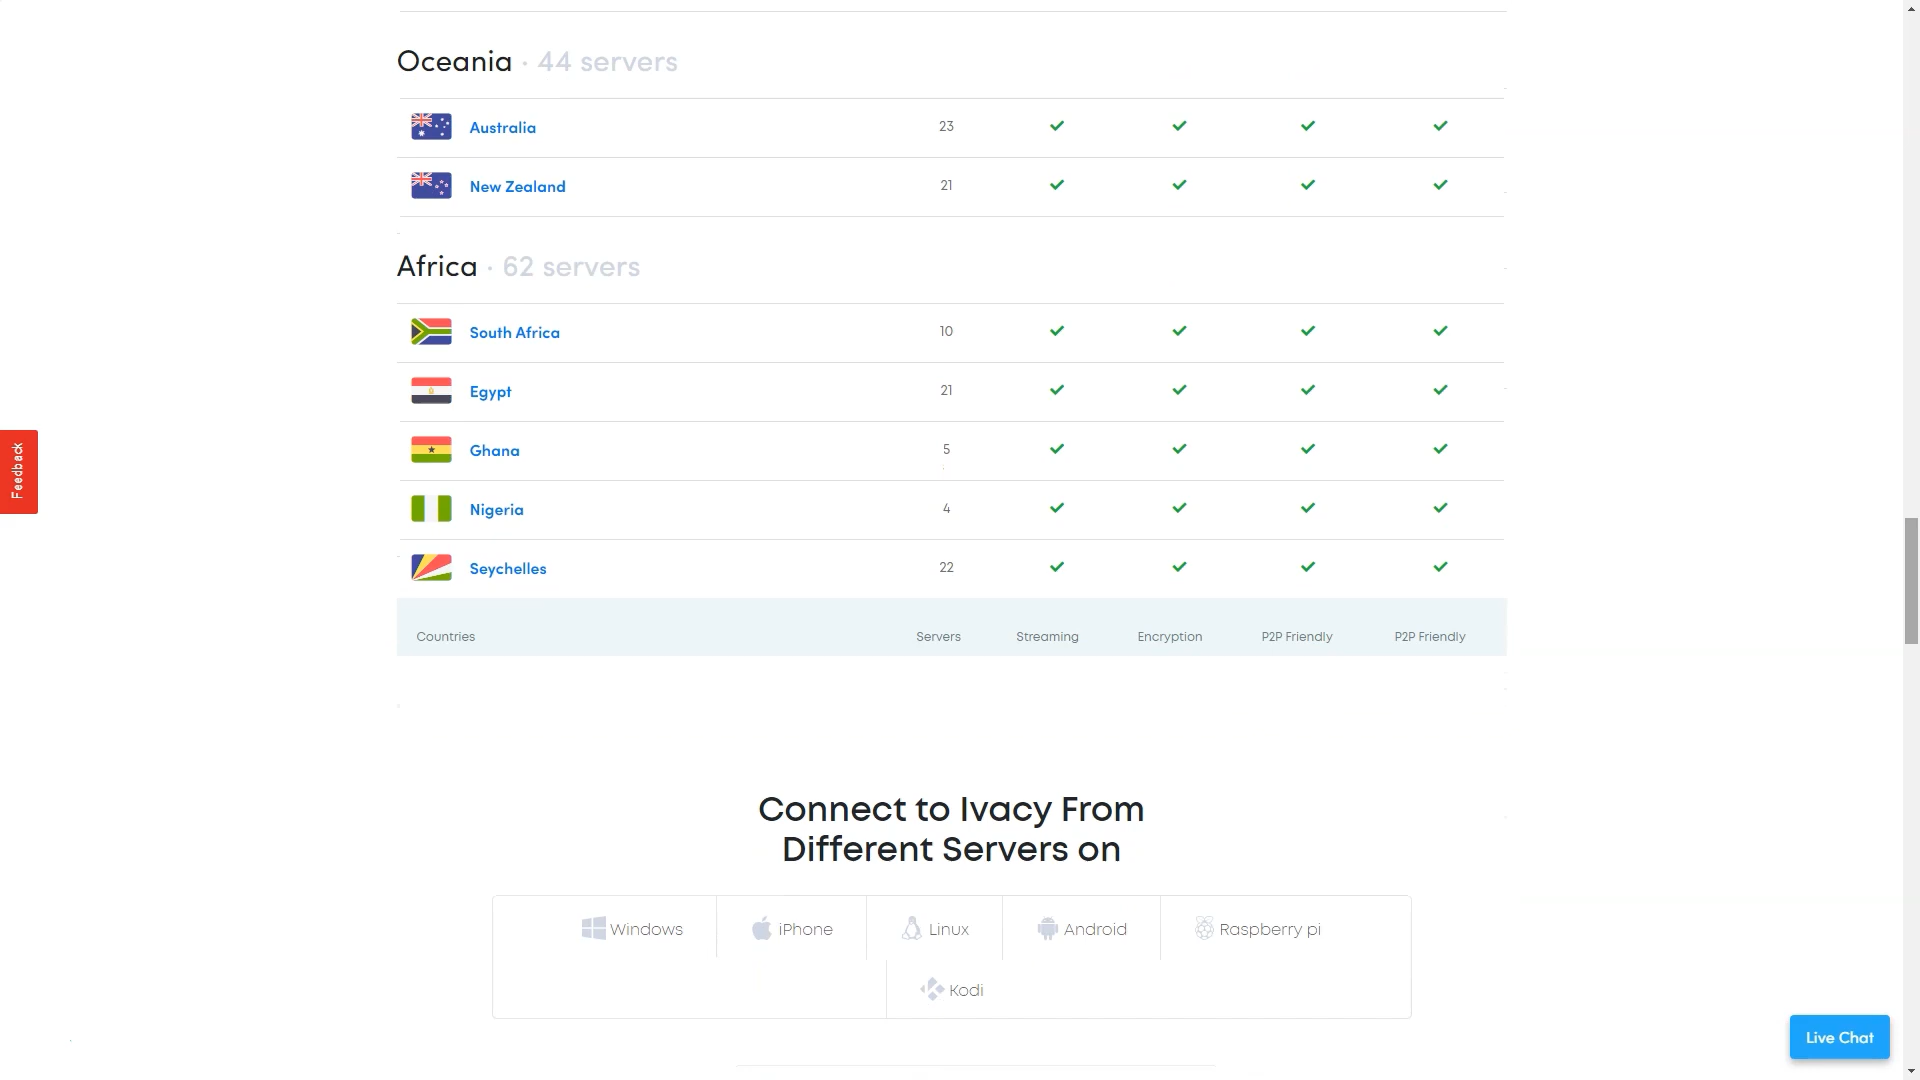 Oceania · 44 servers
Australia 23
New Zealand 21
Africa · 62 servers
South Africa 10
Egypt 21
Ghana 5
Nigeria 4
Seychelles 22
Countries Servers Streaming Encryption P2P Friendly P2P Friendly
Connect to Ivacy From
Different Servers on
Windows iPhone Linux Android Raspberry pi
Kodi
Feedback
Live Chat